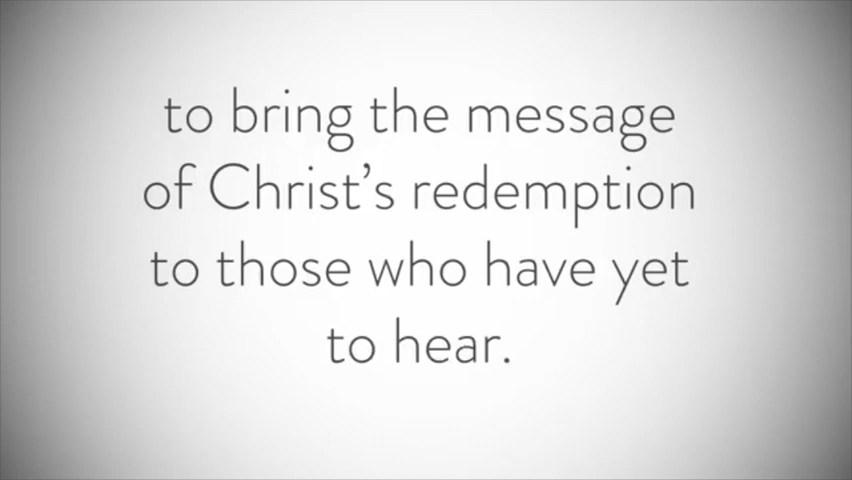 to bring the message
of Christ's redemption
to those who have yet
to hear.